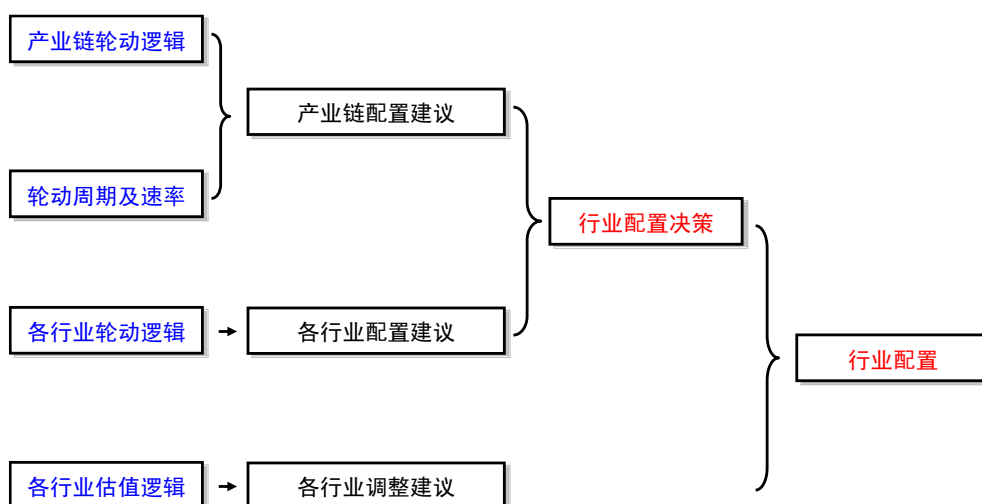 产业链轮动逻辑
产业链配置建议
轮动周期及速率
行业配置决策
各行业轮动逻辑
各行业配置建议
行业配置
各行业估值逻辑
各行业调整建议